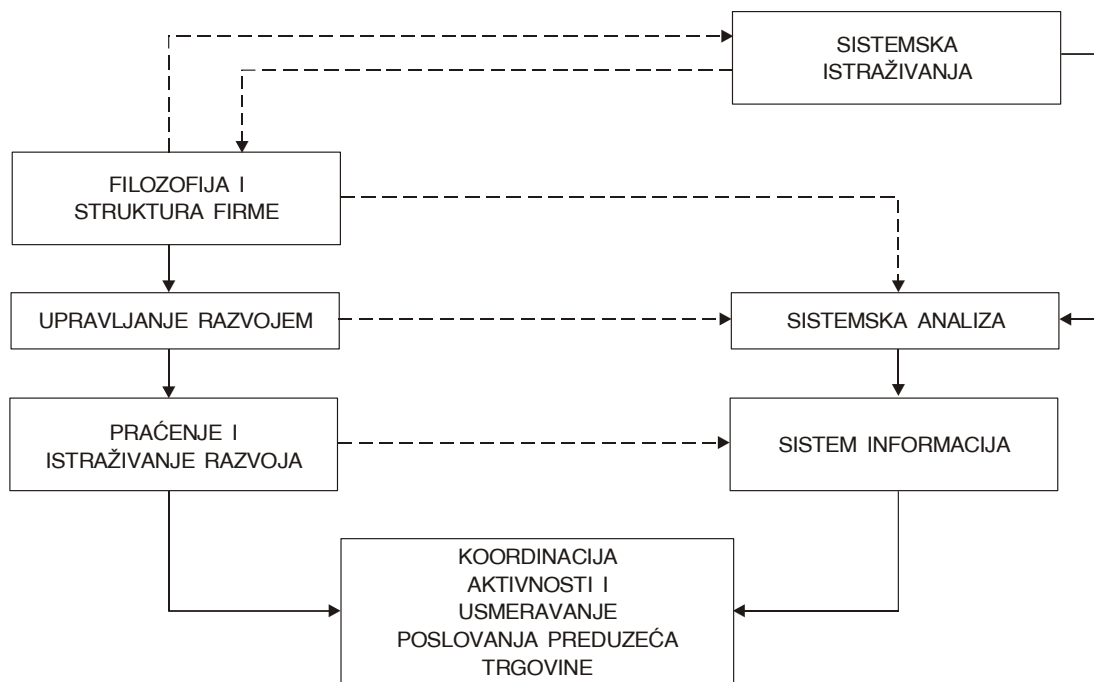 SISTEMSKA
ISTRAŽIVANJA
FILOZOFIJA I
STRUKTURA FIRME
UPRAVLJANJE RAZVOJEM
SISTEMSKA ANALIZA
PRAĆENJE I
ISTRAŽIVANJE RAZVOJA
SISTEM INFORMACIJA
KOORDINACIJA
AKTIVNOSTI I
USMERAVANJE
POSLOVANJA PREDUZEĆA
TRGOVINE